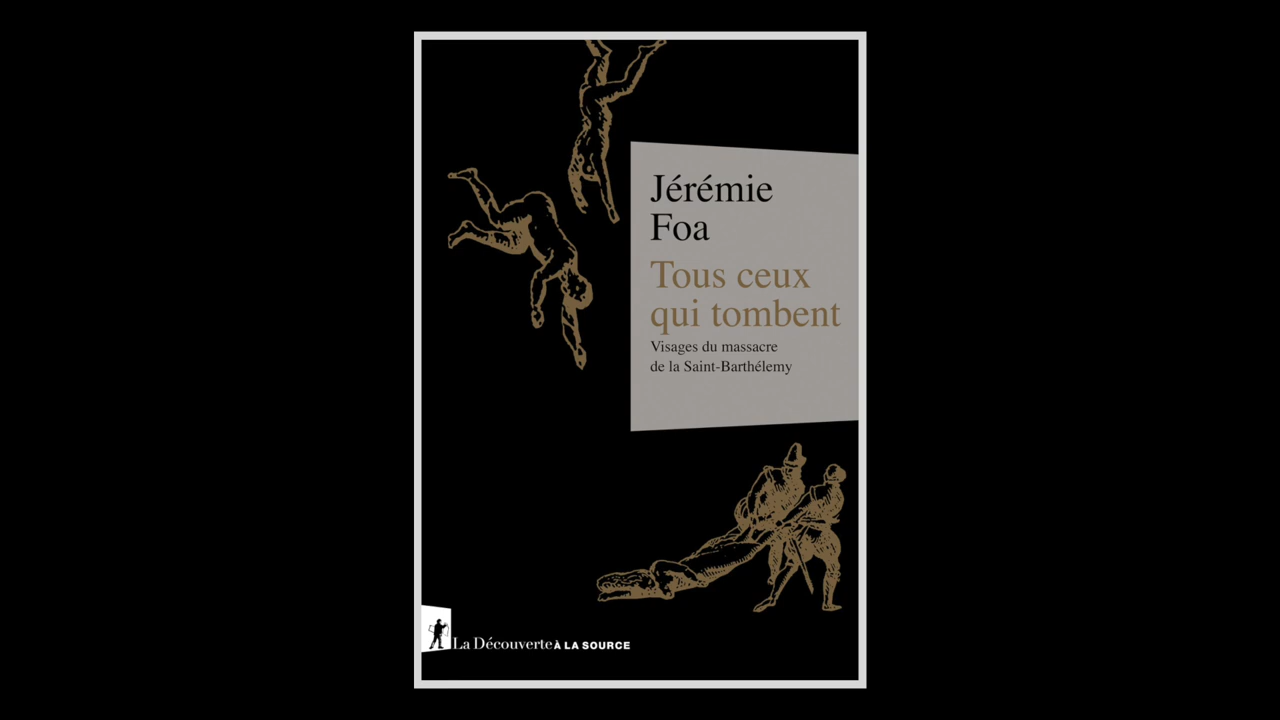 Jérémie
Foa
Tous ceux
qui tombent
Visages du massacre
de la Saint-Barthélemy
La Découverte À LA SOURCE